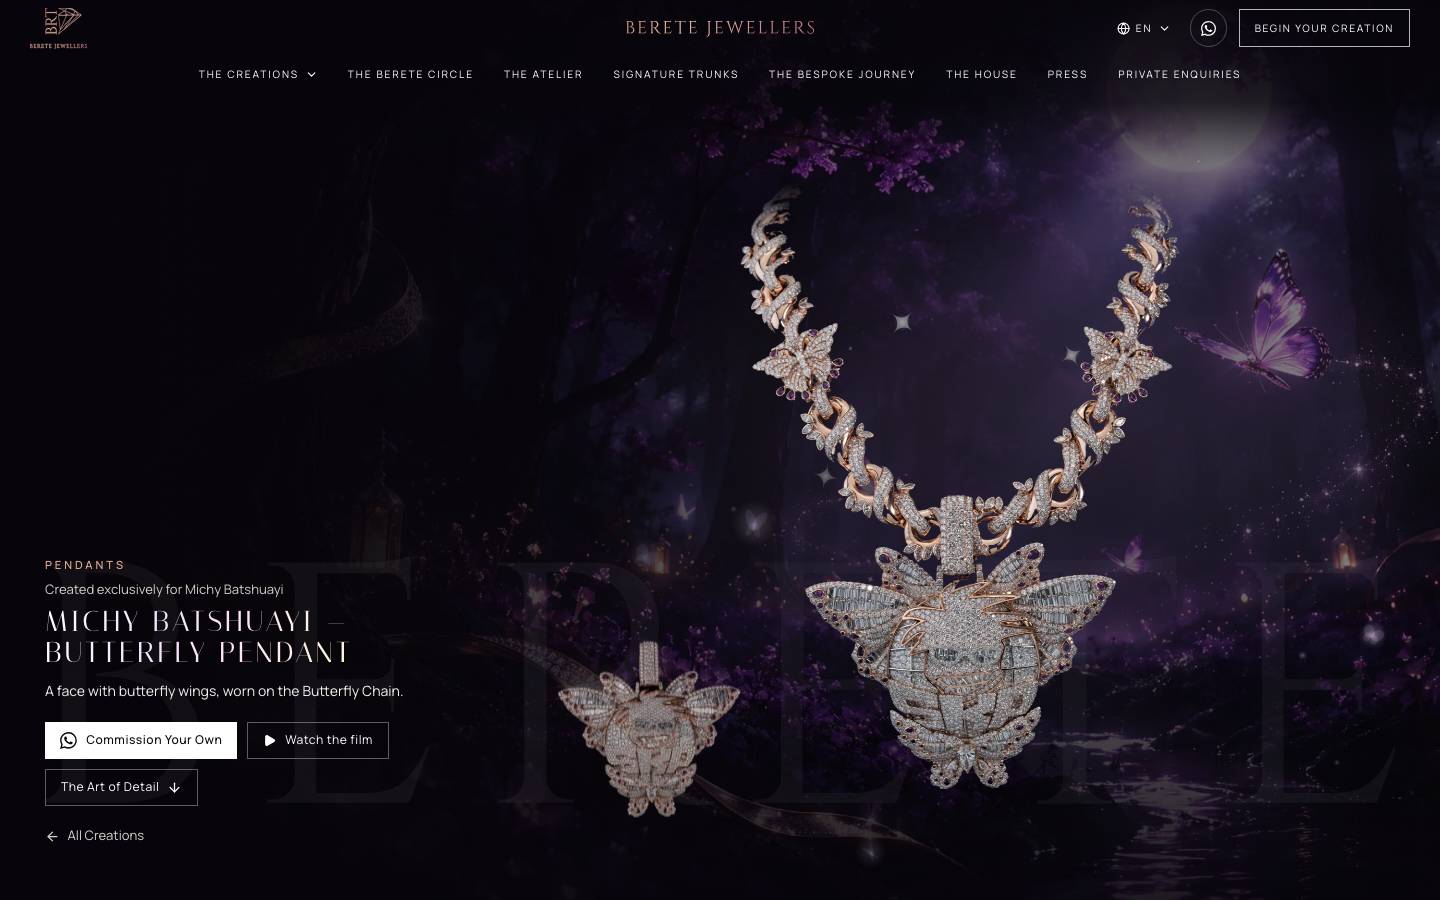 BRT
BERETE JEWELLERS
BERETE JEWELLERS
EN
BEGIN YOUR CREATION
THE CREATIONS
THE BERETE CIRCLE
THE ATELIER
SIGNATURE TRUNKS
THE BESPOKE JOURNEY
THE HOUSE
PRESS
PRIVATE ENQUIRIES
BERETE
PENDANTS
Created exclusively for Michy Batshuayi
MICHY BATSHUAYI –
BUTTERFLY PENDANT
A face with butterfly wings, worn on the Butterfly Chain.
Commission Your Own
Watch the film
The Art of Detail
All Creations